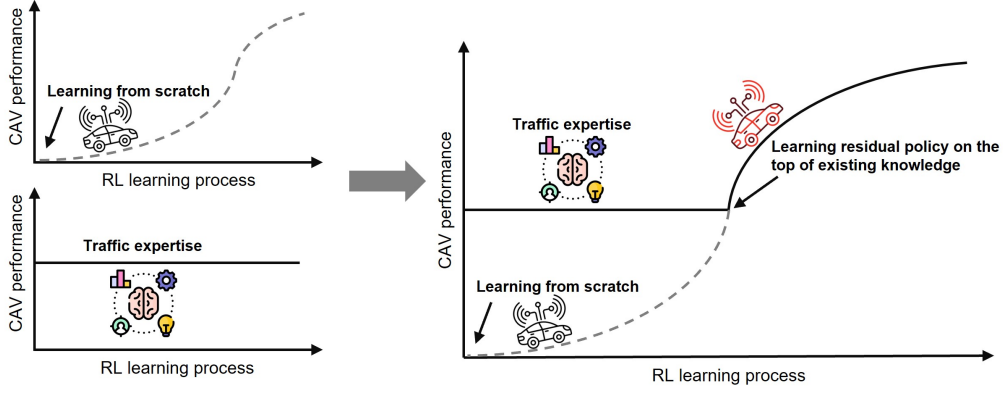 CAV performance
Learning from scratch
RL learning process
CAV performance
Traffic expertise
RL learning process
CAV performance
Traffic expertise
Learning residual policy on the
top of existing knowledge
Learning from scratch
RL learning process